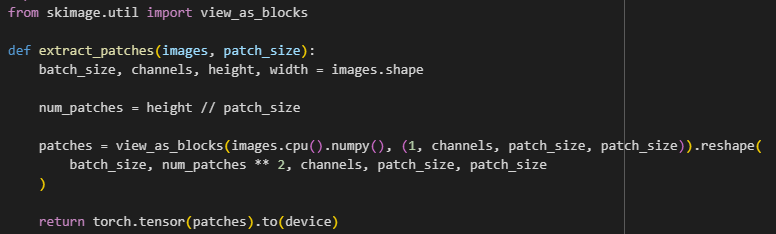 from skimage.util import view_as_blocks
def extract_patches(images, patch_size):
    batch_size, channels, height, width = images.shape
    num_patches = height // patch_size
    patches = view_as_blocks(images.cpu().numpy(), (1, channels, patch_size, patch_size)).reshape(
        batch_size, num_patches ** 2, channels, patch_size, patch_size
    )
    return torch.tensor(patches).to(device)